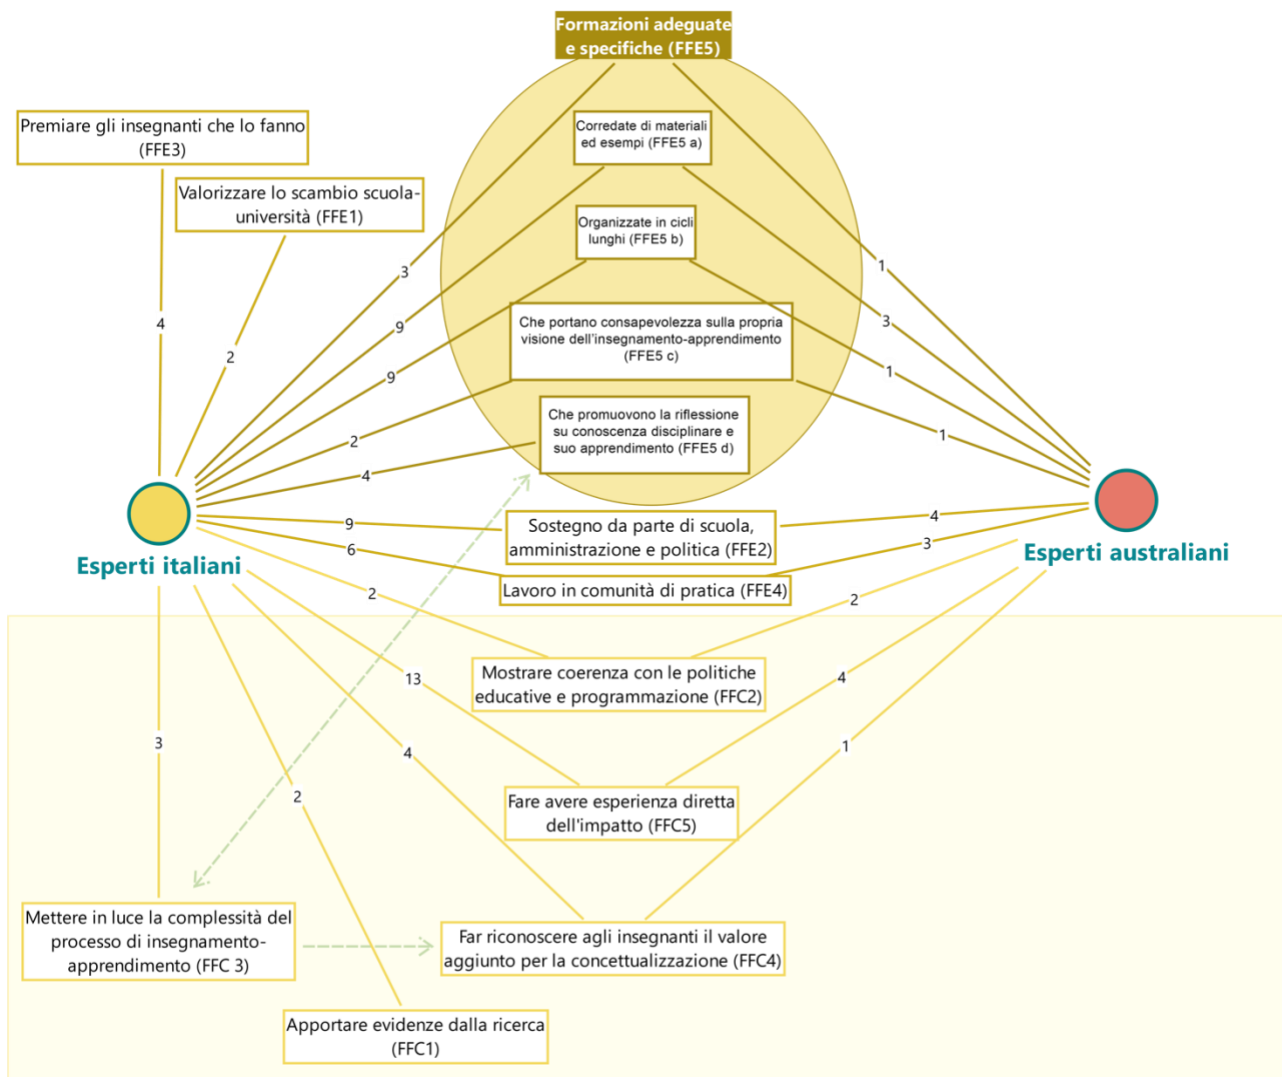 Formazioni adeguate
e specifiche (FFE5)
Premiare gli insegnanti che lo fanno
(FFE3)
Corredate di materiali
ed esempi (FFE5 a)
Valorizzare lo scambio scuola-
università (FFE1)
Organizzate in cicli
lunghi (FFE5 b)
3
1
4
9
3
Che portano consapevolezza sulla propria
visione dell'insegnamento-apprendimento
(FFE5 c)
2
9
1
Che promuovono la riflessione
su conoscenza disciplinare e
suo apprendimento (FFE5 d)
2
1
4
9
Sostegno da parte di scuola,
amministrazione e politica (FFE2)
4
6
3
Esperti italiani
Esperti australiani
Lavoro in comunità di pratica (FFE4)
2
2
Mostrare coerenza con le politiche
educative e programmazione (FFC2)
13
4
3
4
1
2
Fare avere esperienza diretta
dell'impatto (FFC5)
Mettere in luce la complessità del
processo di insegnamento-
apprendimento (FFC 3)
Far riconoscere agli insegnanti il valore
aggiunto per la concettualizzazione (FFC4)
Apportare evidenze dalla ricerca
(FFC1)